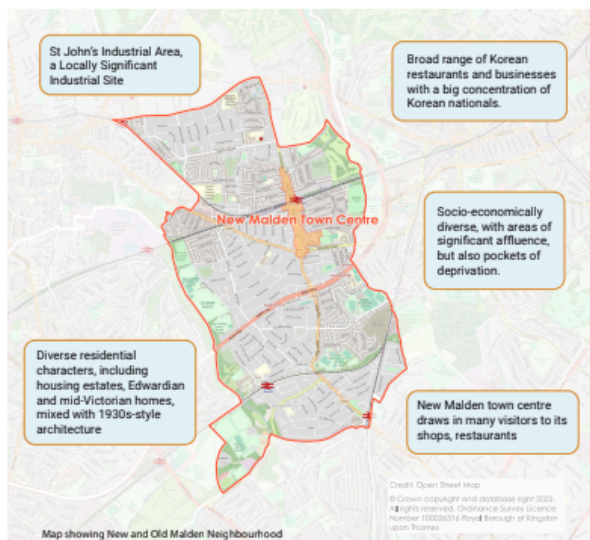 St John's Industrial Area,
a Locally Significant
Industrial Site
Broad range of Korean
restaurants and businesses
with a big concentration of
Korean nationals.
New Malden Town Centre
Socio-economically
diverse, with areas of
significant affluence,
but also pockets of
deprivation.
Diverse residential
characters, including
housing estates, Edwardian
and mid-Victorian homes,
mixed with 1930s-style
architecture
New Malden town centre
draws in many visitors to its
shops, restaurants
Credit: Open Street Map
© Crown copyright and database right 2022.
All rights reserved. Ordnance Survey Licence
Number 100026316 Royal Borough of Kingston
upon Thames
Map showing New and Old Malden Neighbourhood